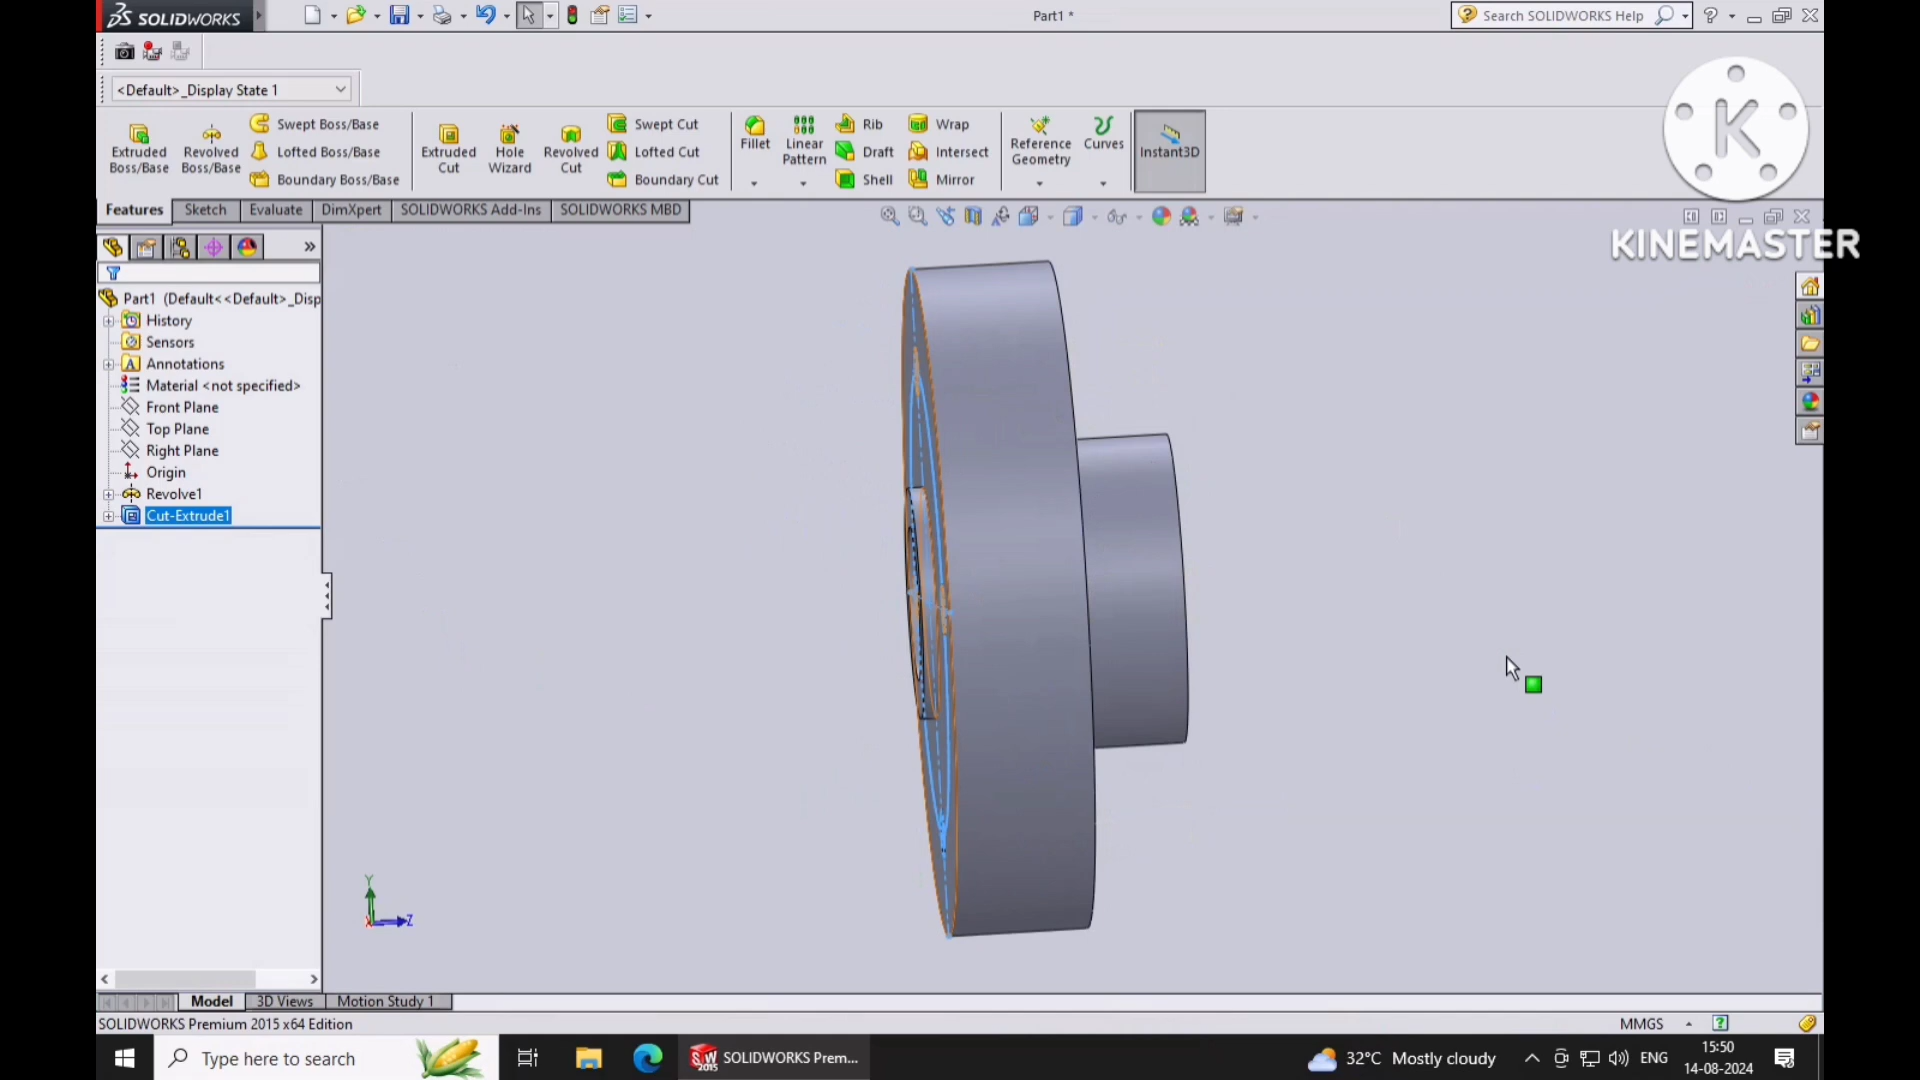 SOLIDWORKS
Part1 *
Search SOLIDWORKS Help
<Default>_Display State 1
Extruded Boss/Base
Revolved Boss/Base
Swept Boss/Base
Lofted Boss/Base
Boundary Boss/Base
Extruded Cut
Hole Wizard
Revolved Cut
Swept Cut
Lofted Cut
Boundary Cut
Fillet
Linear Pattern
Rib
Draft
Shell
Wrap
Intersect
Mirror
Reference Geometry
Curves
Instant3D
K
KINEMASTER
Features
Sketch
Evaluate
DimXpert
SOLIDWORKS Add-Ins
SOLIDWORKS MBD
Part1 (Default<<Default>_Disp
History
Sensors
Annotations
Material <not specified>
Front Plane
Top Plane
Right Plane
Origin
Revolve1
Cut-Extrude1
Y
X
Z
Model
3D Views
Motion Study 1
SOLIDWORKS Premium 2015 x64 Edition
MMGS
Type here to search
SOLIDWORKS Prem...
32°C Mostly cloudy
ENG
15:50
14-08-2024